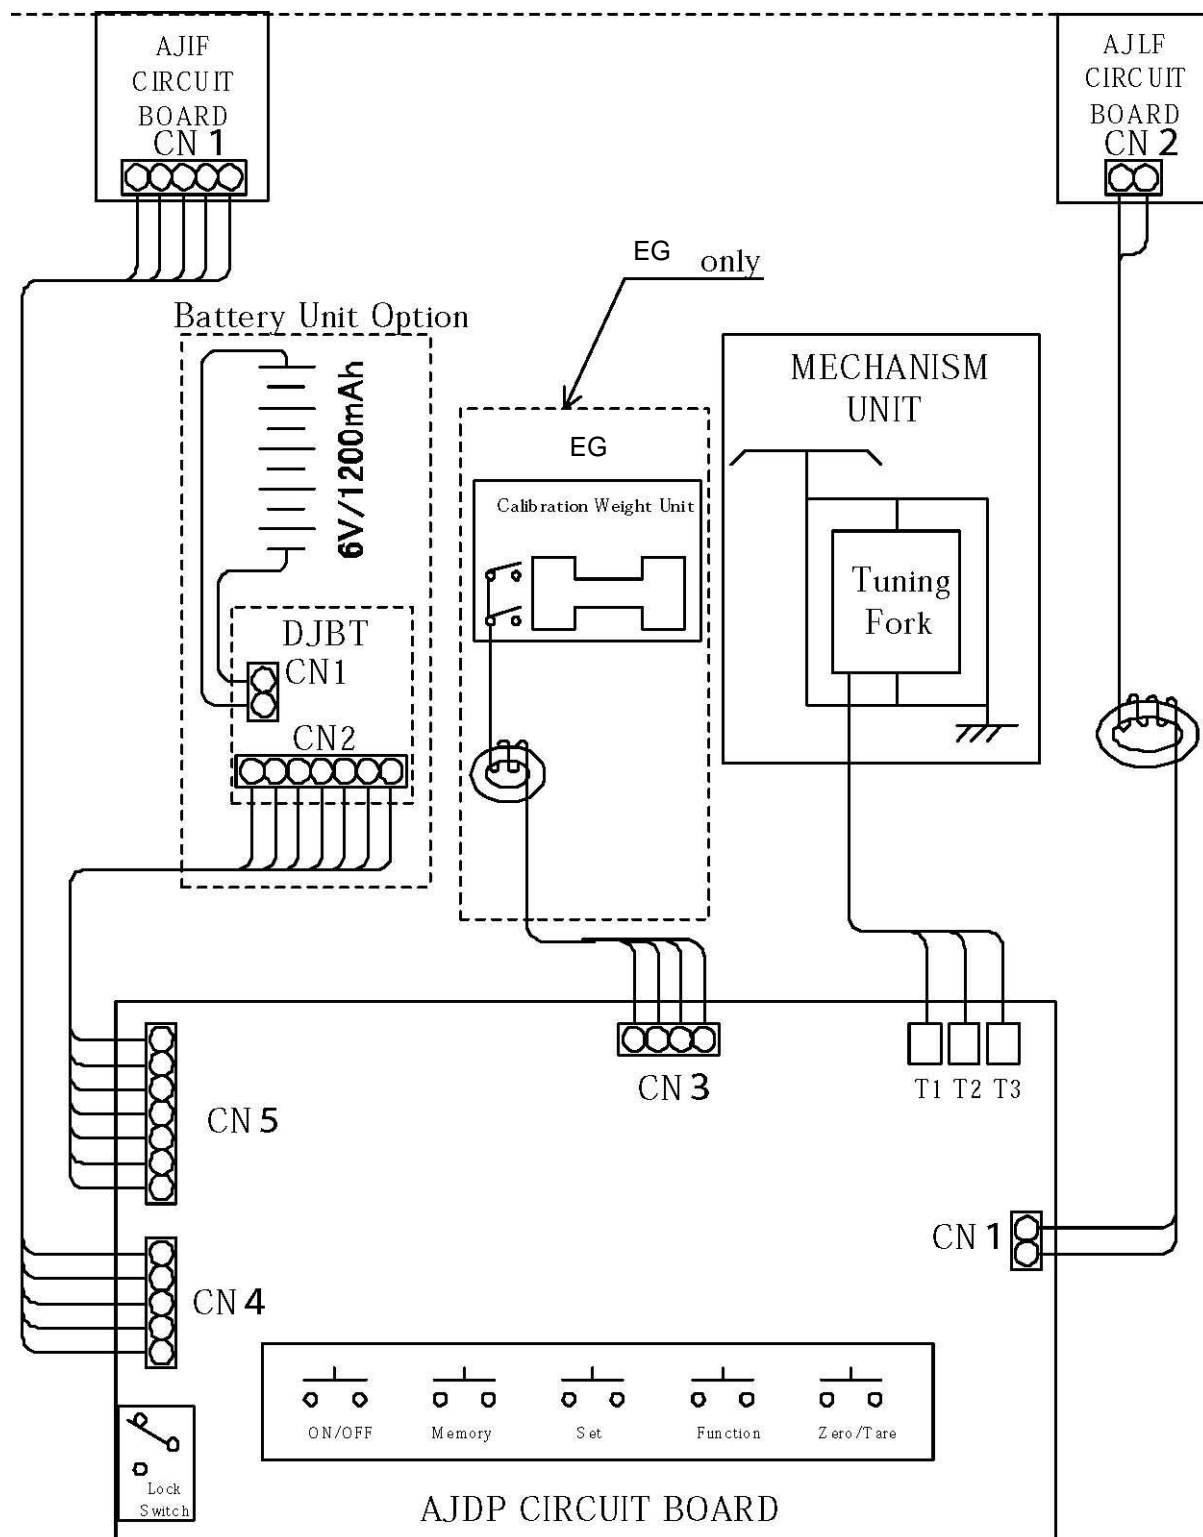 AJIF
CIRCUIT
BOARD
CN 1
AJLF
CIRCUIT
BOARD
CN 2
EG only
Battery Unit Option
6V/1200mAh
DJBT
CN1
CN2
EG
Calibration Weight Unit
MECHANISM
UNIT
Tuning
Fork
CN 3
T1 T2 T3
CN 5
CN 1
CN 4
ON/OFF Memory Set Function Zero/Tare
Lock
Switch
AJDP CIRCUIT BOARD